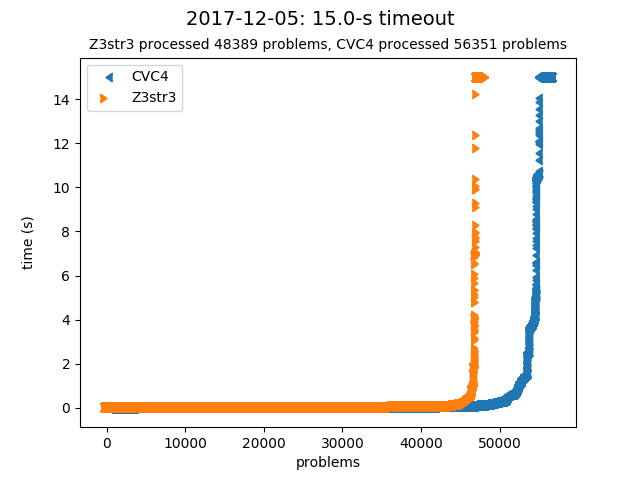 2017-12-05: 15.0-s timeout
Z3str3 processed 48389 problems, CVC4 processed 56351 problems
CVC4
Z3str3
14
12
10
8
6
4
2
0
time (s)
0 10000 20000 30000 40000 50000
problems